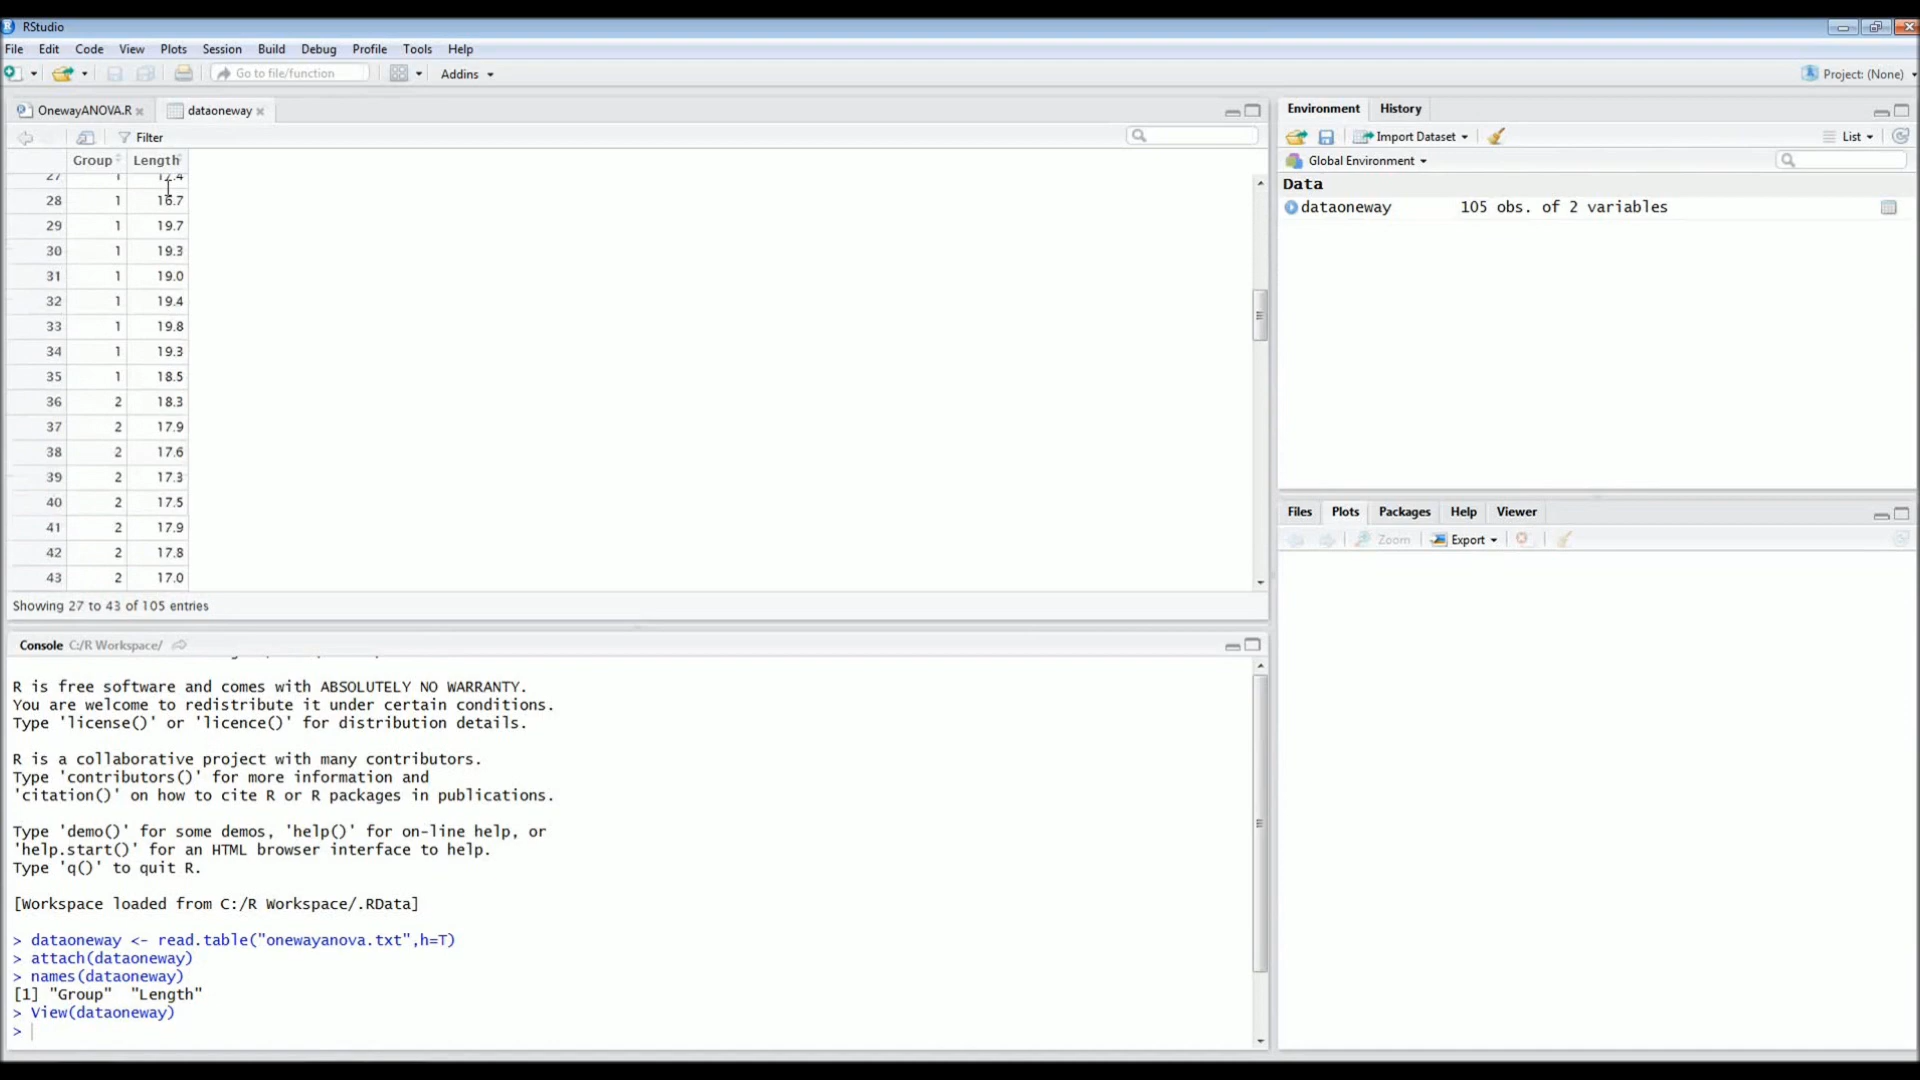 RStudio
File Edit Code View Plots Session Build Debug Profile Tools Help
Go to file/function Addins Project: (None)
OnewayANOVA.R dataoneway
Filter
Group Length
27 1 12.4
28 1 16.7
29 1 19.7
30 1 19.3
31 1 19.0
32 1 19.4
33 1 19.8
34 1 19.3
35 1 18.5
36 2 18.3
37 2 17.9
38 2 17.6
39 2 17.3
40 2 17.5
41 2 17.9
42 2 17.8
43 2 17.0
Showing 27 to 43 of 105 entries
Console C:/R Workspace/
R is free software and comes with ABSOLUTELY NO WARRANTY.
You are welcome to redistribute it under certain conditions.
Type 'license()' or 'licence()' for distribution details.
R is a collaborative project with many contributors.
Type 'contributors()' for more information and
'citation()' on how to cite R or R packages in publications.
Type 'demo()' for some demos, 'help()' for on-line help, or
'help.start()' for an HTML browser interface to help.
Type 'q()' to quit R.
[Workspace loaded from C:/R Workspace/.RData]
> dataoneway <- read.table("onewayanova.txt",h=T)
> attach(dataoneway)
> names(dataoneway)
[1] "Group"  "Length"
> View(dataoneway)
>
Environment History
Import Dataset List
Global Environment
Data
dataoneway 105 obs. of 2 variables
Files Plots Packages Help Viewer
Zoom Export